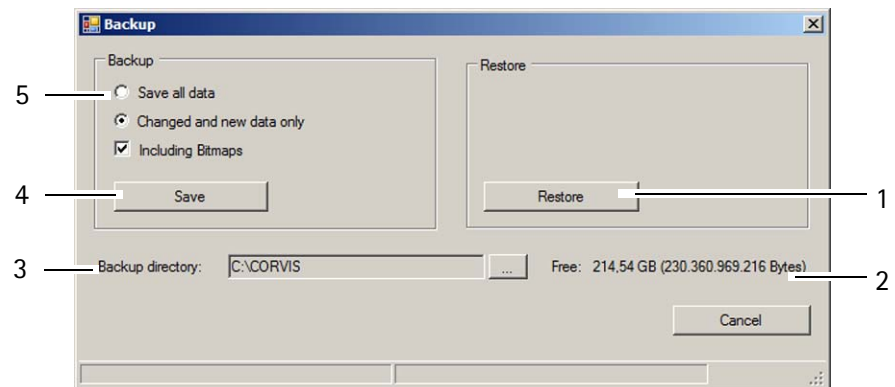 Backup
Backup
Restore
5
Save all data
Changed and new data only
Including Bitmaps
4
Save
Restore
1
3
Backup directory:
C:\CORVIS
...
Free: 214,54 GB (230.360.969.216 Bytes)
2
Cancel